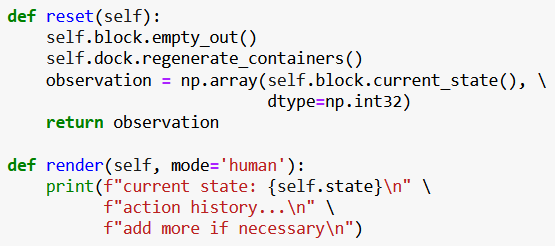 def reset(self):
    self.block.empty_out()
    self.dock.regenerate_containers()
    observation = np.array(self.block.current_state(), \
                           dtype=np.int32)
    return observation

def render(self, mode='human'):
    print(f"current state: {self.state}\n" \
          f"action history...\n" \
          f"add more if necessary\n")